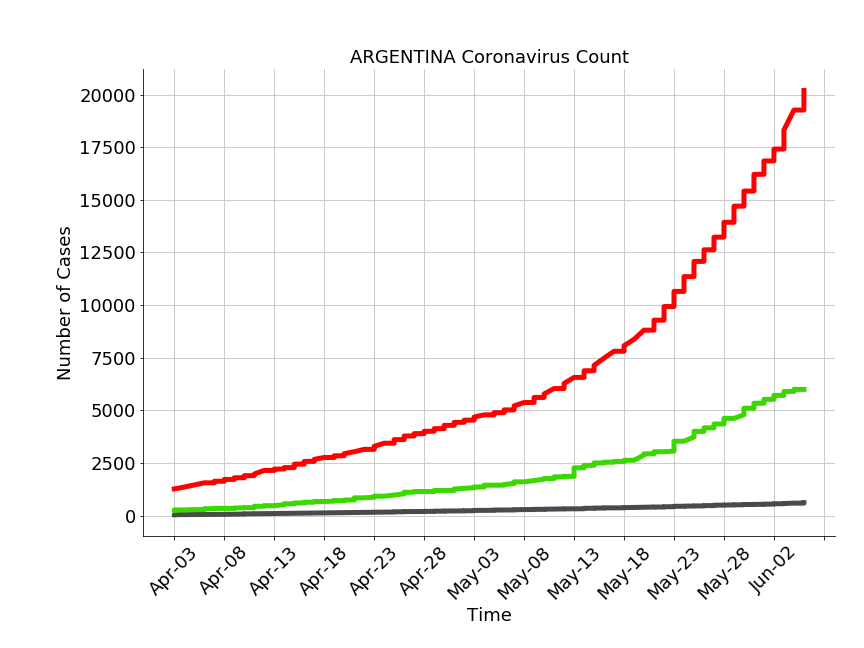 ARGENTINA Coronavirus Count
20000
17500
15000
12500
10000
7500
5000
2500
0
Number of Cases
Apr-03
Apr-08
Apr-13
Apr-18
Apr-23
Apr-28
May-03
May-08
May-13
May-18
May-23
May-28
Jun-02
Time